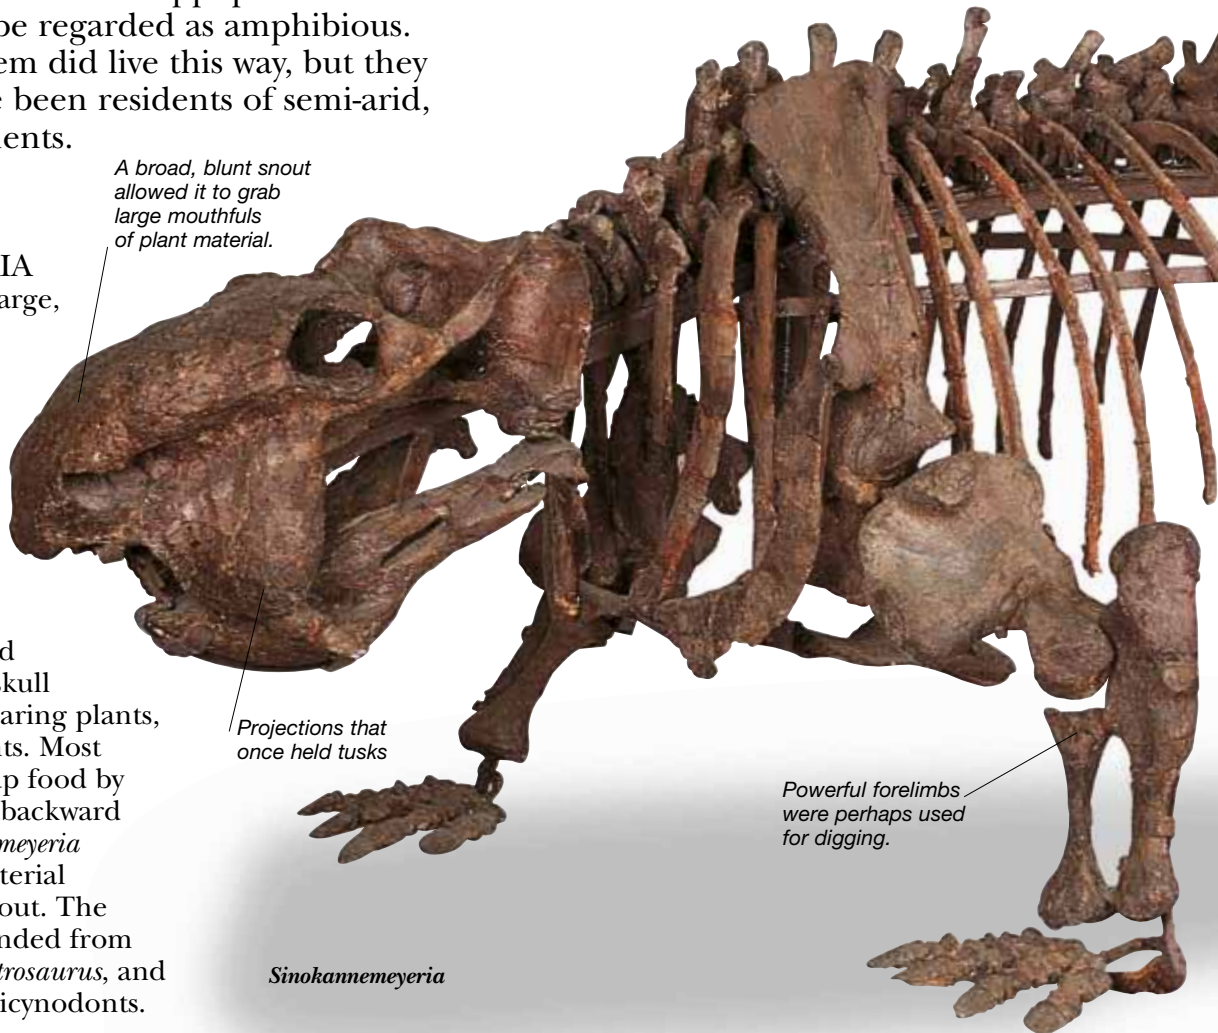 be regarded as amphibious.
em did live this way, but they
been residents of semi-arid,
ents.
A broad, blunt snout
allowed it to grab
large mouthfuls
of plant material.
IA
arge,
d
skull
aring plants,
ts. Most
p food by
backward
meyeria
terial
out. The
nded from
trosaurus, and
icynodonts.
Projections that
once held tusks
Powerful forelimbs
were perhaps used
for digging.
Sinokannemeyeria